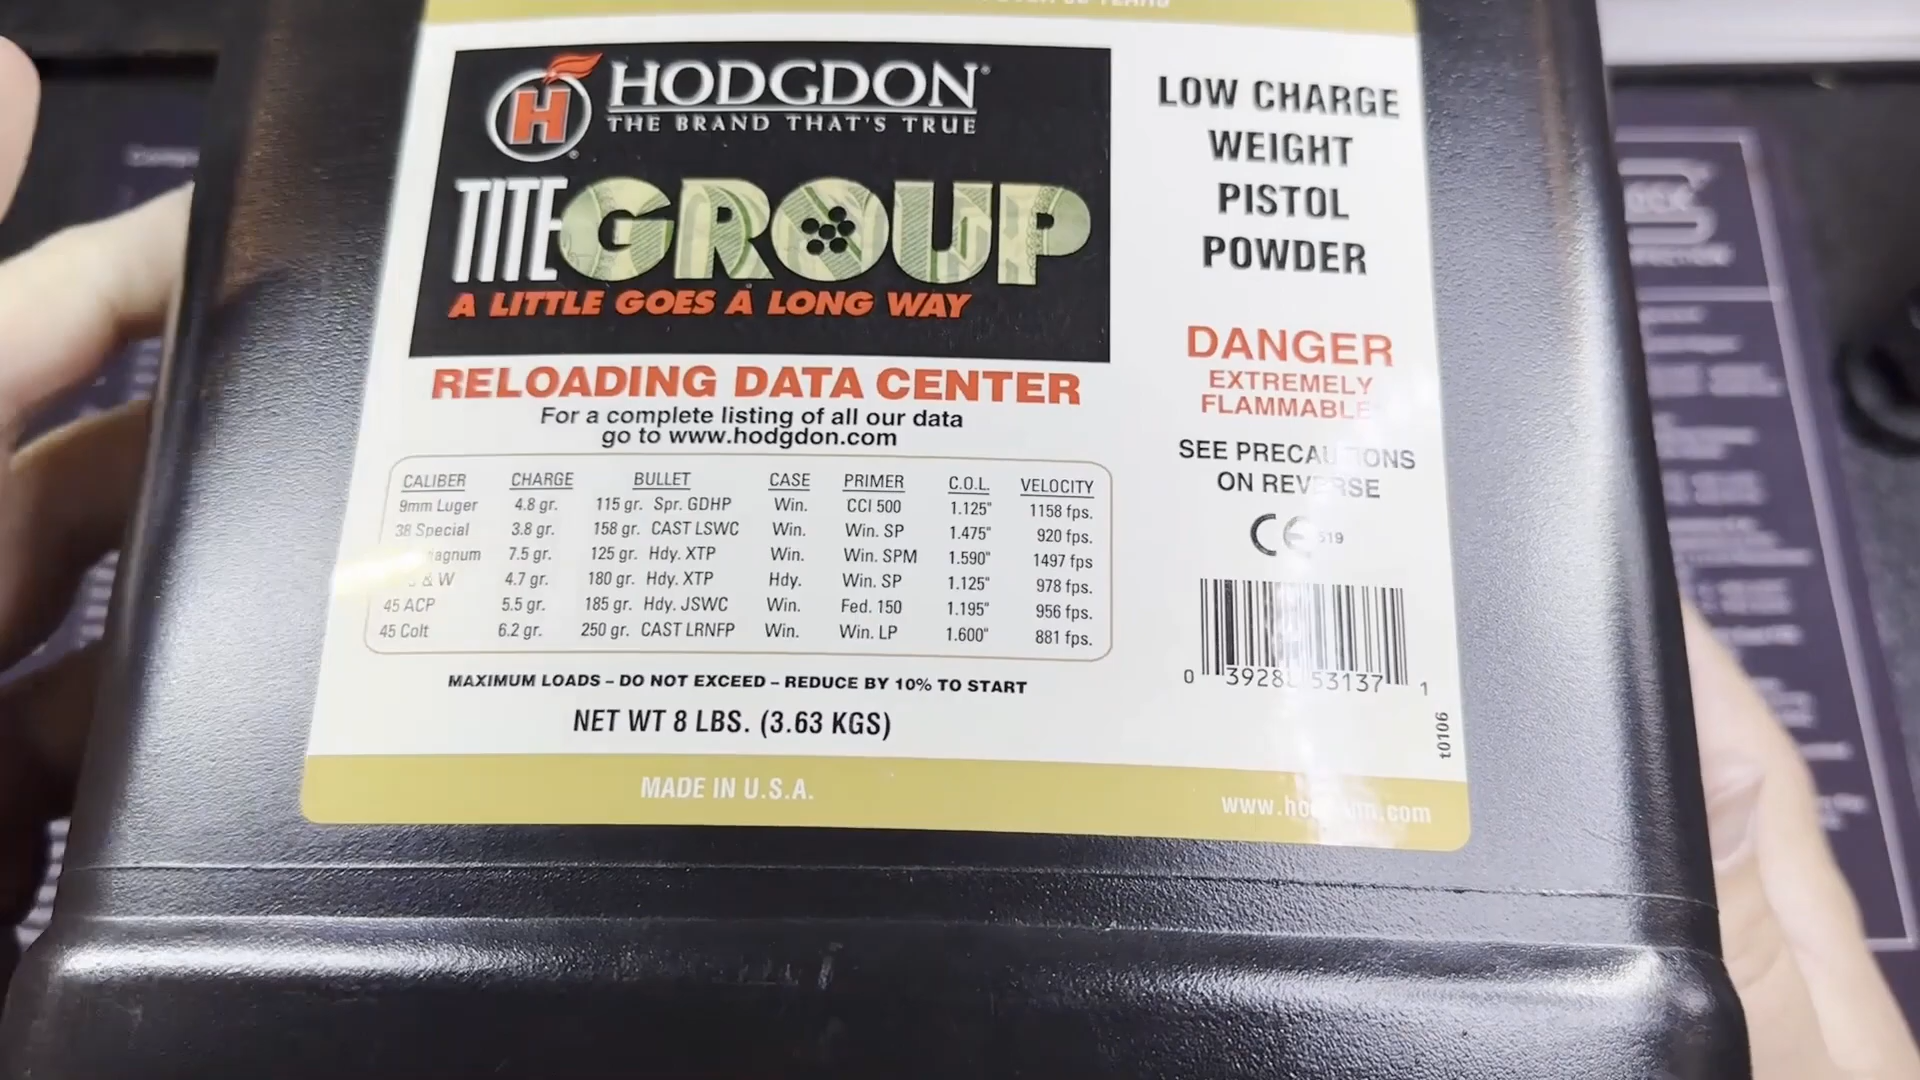 HODGDON®
THE BRAND THAT'S TRUE
TITEGROUP
A LITTLE GOES A LONG WAY
RELOADING DATA CENTER
For a complete listing of all our data
go to www.hodgdon.com
CALIBER CHARGE BULLET CASE PRIMER C.O.L. VELOCITY
9mm Luger 4.8 gr. 115 gr. Spr. GDHP Win. CCI 500 1.125" 1158 fps.
38 Special 3.8 gr. 158 gr. CAST LSWC Win. Win. SP 1.475" 920 fps.
7.5 gr. 125 gr. Hdy. XTP Win. Win. SPM 1.590" 1497 fps
& W 4.7 gr. 180 gr. Hdy. XTP Hdy. Win. SP 1.125" 978 fps.
45 ACP 5.5 gr. 185 gr. Hdy. JSWC Win. Fed. 150 1.195" 956 fps.
45 Colt 6.2 gr. 250 gr. CAST LRNFP Win. Win. LP 1.600" 881 fps.
MAXIMUM LOADS – DO NOT EXCEED – REDUCE BY 10% TO START
NET WT 8 LBS. (3.63 KGS)
MADE IN U.S.A.
LOW CHARGE
WEIGHT
PISTOL
POWDER
DANGER
EXTREMELY
FLAMMABLE
SEE PRECAUTIONS
ON REVERSE
CE
t0106